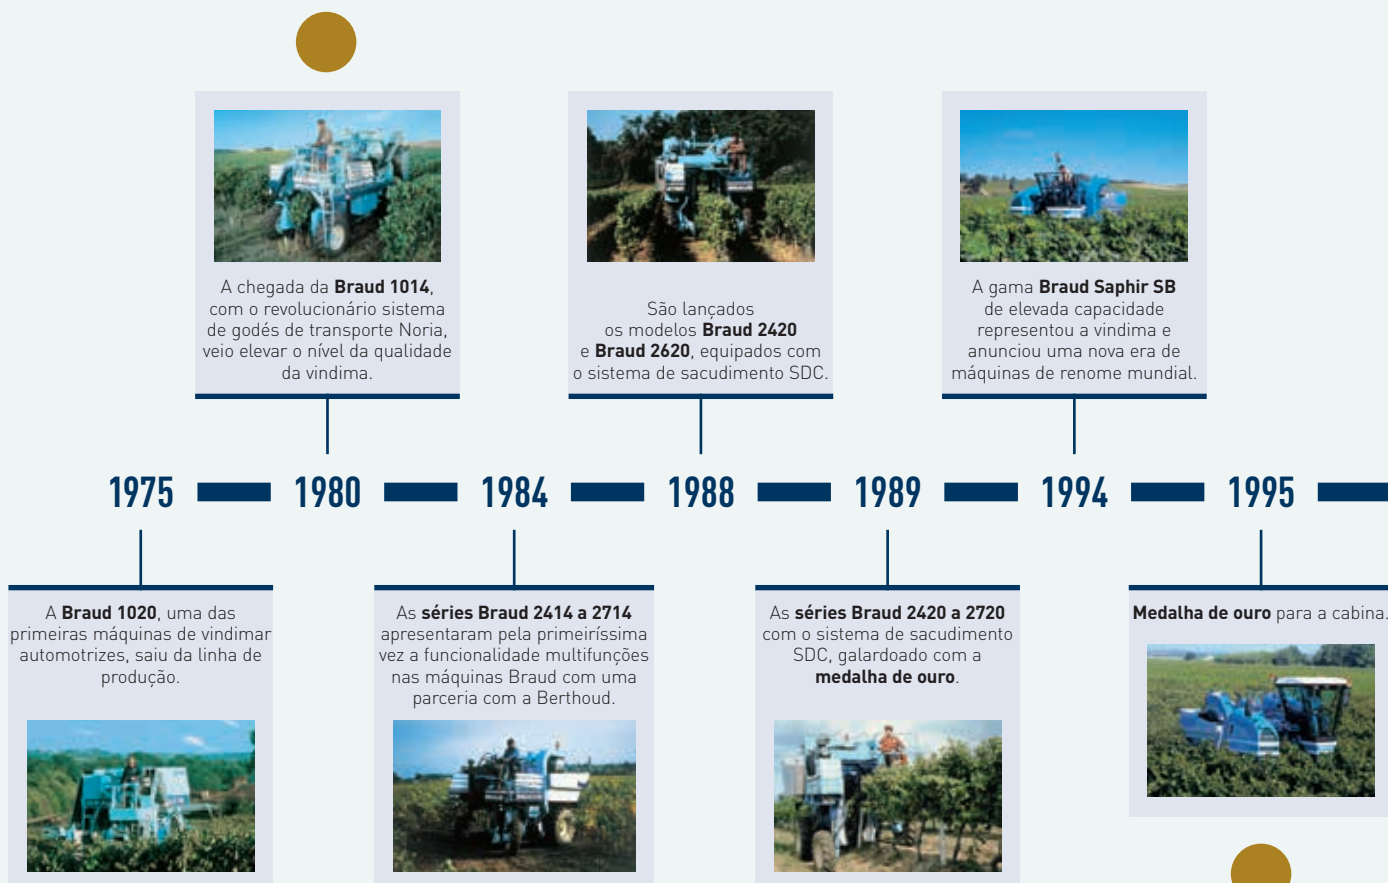 A chegada da Braud 1014,
com o revolucionário sistema
de godés de transporte Noria,
veio elevar o nível da qualidade
da vindima.
São lançados
os modelos Braud 2420
e Braud 2620, equipados com
o sistema de sacudimento SDC.
A gama Braud Saphir SB
de elevada capacidade
representou a vindima e
anunciou uma nova era de
máquinas de renome mundial.
1975 1980 1984 1988 1989 1994 1995
A Braud 1020, uma das
primeiras máquinas de vindimar
automotrizes, saiu da linha de
produção.
As séries Braud 2414 a 2714
apresentaram pela primeiríssima
vez a funcionalidade multifunções
nas máquinas Braud com uma
parceria com a Berthoud.
As séries Braud 2420 a 2720
com o sistema de sacudimento
SDC, galardoado com a
medalha de ouro.
Medalha de ouro para a cabina.